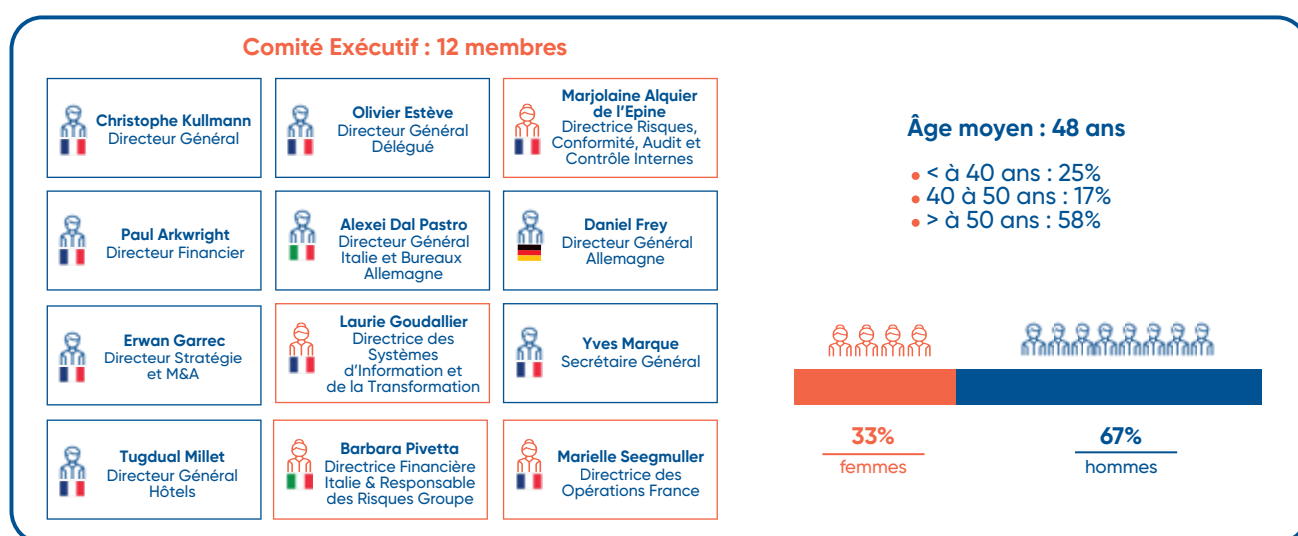 Comité Exécutif : 12 membres
Christophe Kullmann
Directeur Général
Olivier Estève
Directeur Général
Délégué
Marjolaine Alquier
de l'Epine
Directrice Risques,
Conformité, Audit et
Contrôle Internes
Paul Arkwright
Directeur Financier
Alexei Dal Pastro
Directeur Général
Italie et Bureaux
Allemagne
Daniel Frey
Directeur Général
Allemagne
Erwan Garrec
Directeur Stratégie
et M&A
Laurie Goudallier
Directrice des
Systèmes
d'Information et
de la Transformation
Yves Marque
Secrétaire Général
Tugdual Millet
Directeur Général
Hôtels
Barbara Pivetta
Directrice Financière
Italie & Responsable
des Risques Groupe
Marielle Seegmuller
Directrice des
Opérations France
Âge moyen : 48 ans
• < à 40 ans : 25%
• 40 à 50 ans : 17%
• > à 50 ans : 58%
33%
femmes
67%
hommes